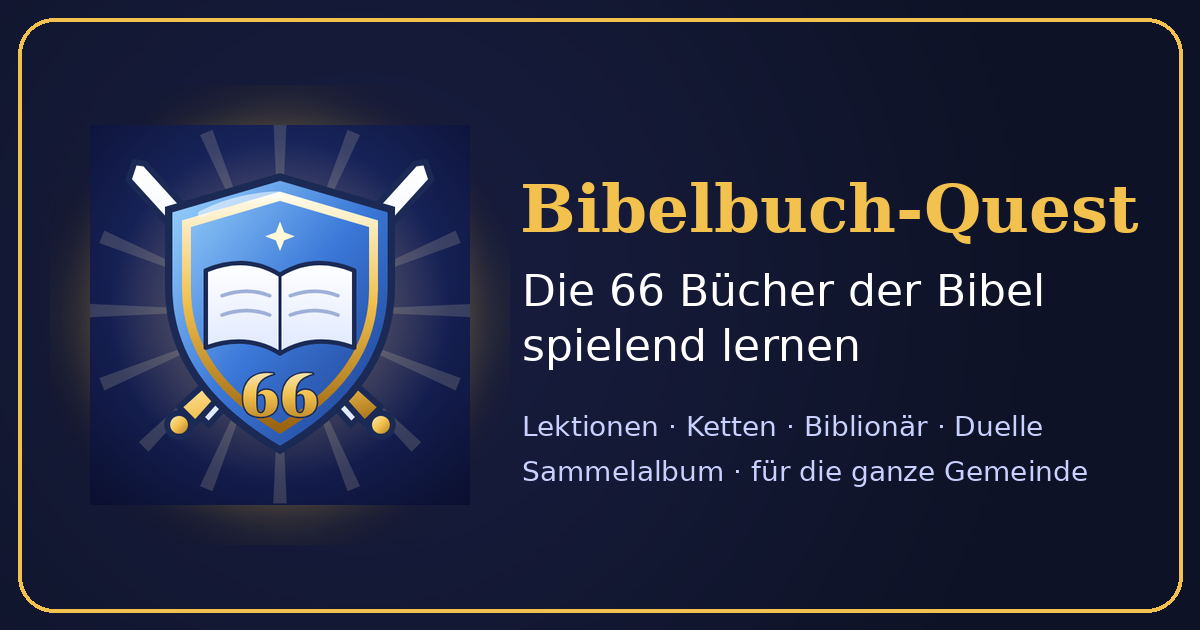 66
Bibelbuch-Quest
Die 66 Bücher der Bibel
spielend lernen
Lektionen · Ketten · Biblionär · Duelle
Sammelalbum · für die ganze Gemeinde